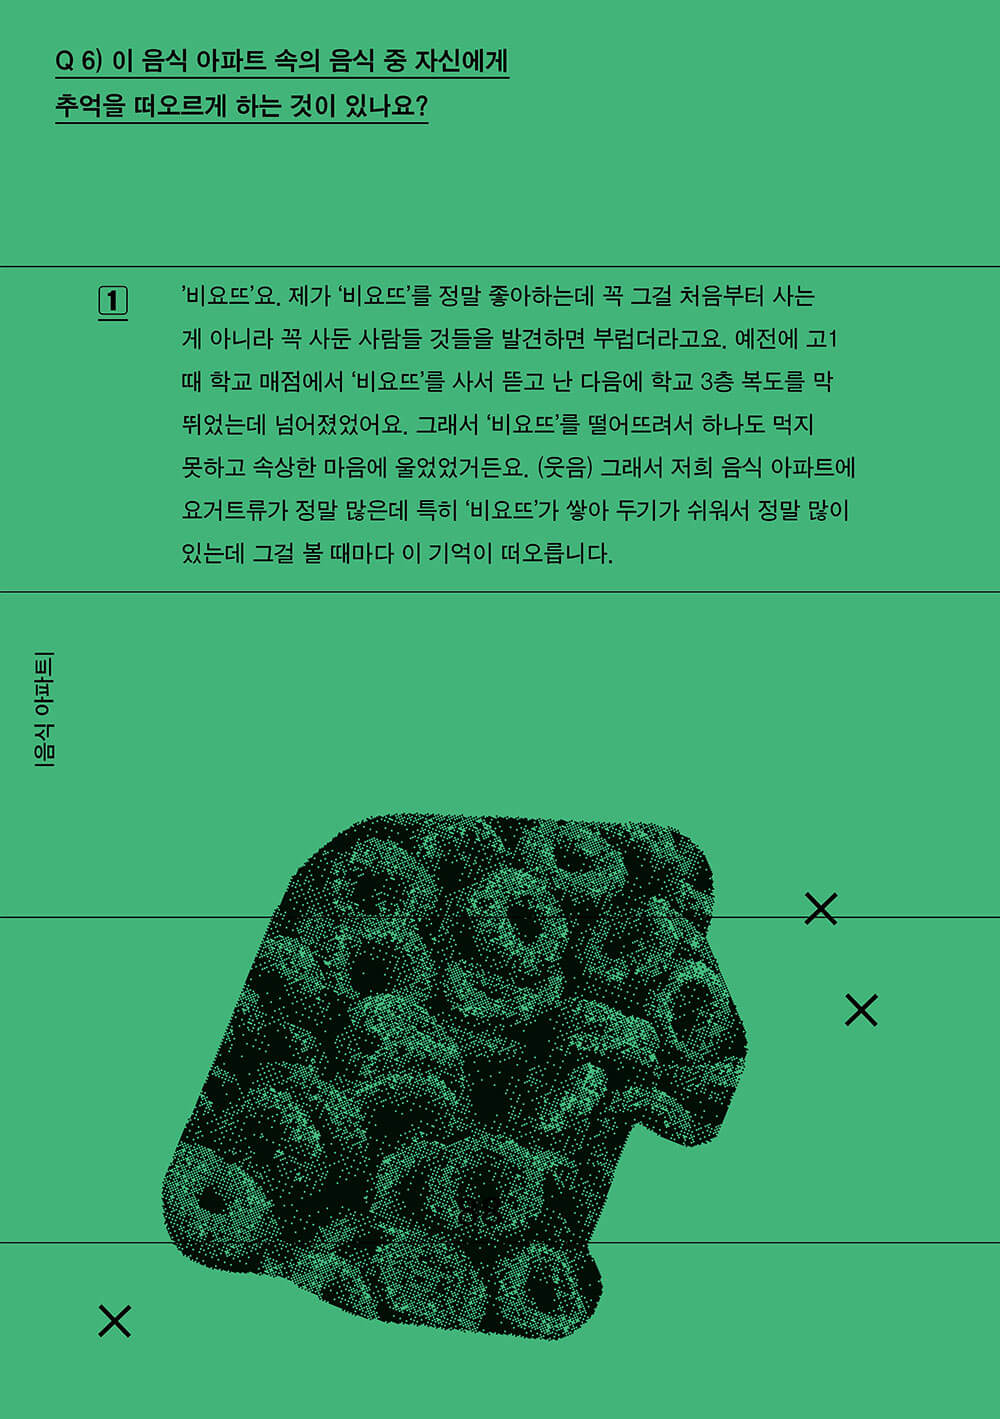 Q 6) 이 음식 아파트 속의 음식 중 자신에게
추억을 떠오르게 하는 것이 있나요?
1
’비요뜨’요. 제가 ‘비요뜨’를 정말 좋아하는데 꼭 그걸 처음부터 사는
게 아니라 꼭 사둔 사람들 것들을 발견하면 부럽더라고요. 예전에 고1
때 학교 매점에서 ‘비요뜨’를 사서 뜯고 난 다음에 학교 3층 복도를 막
뛰었는데 넘어졌었어요. 그래서 ‘비요뜨’를 떨어뜨려서 하나도 먹지
못하고 속상한 마음에 울었었거든요. (웃음) 그래서 저희 음식 아파트에
요거트류가 정말 많은데 특히 ‘비요뜨’가 쌓아 두기가 쉬워서 정말 많이
있는데 그걸 볼 때마다 이 기억이 떠오릅니다.
|음식 아파트|